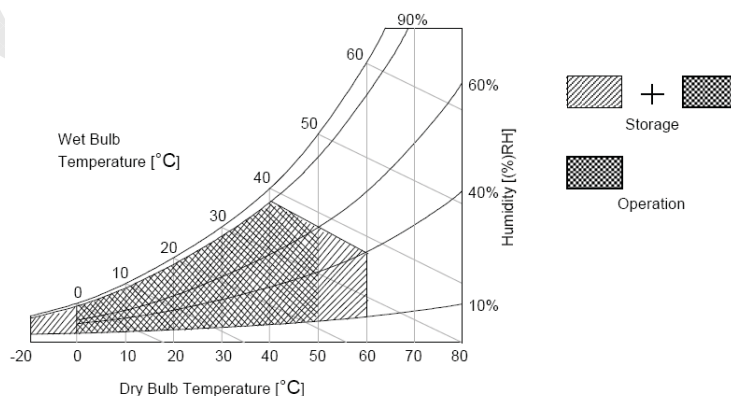 90%
60
60%
50
Wet Bulb
Temperature [°C]
40
40%
30
20
10
0
10%
Humidity [(%)RH]
-20 0 10 20 30 40 50 60 70 80
Dry Bulb Temperature [°C]
+
Storage
Operation